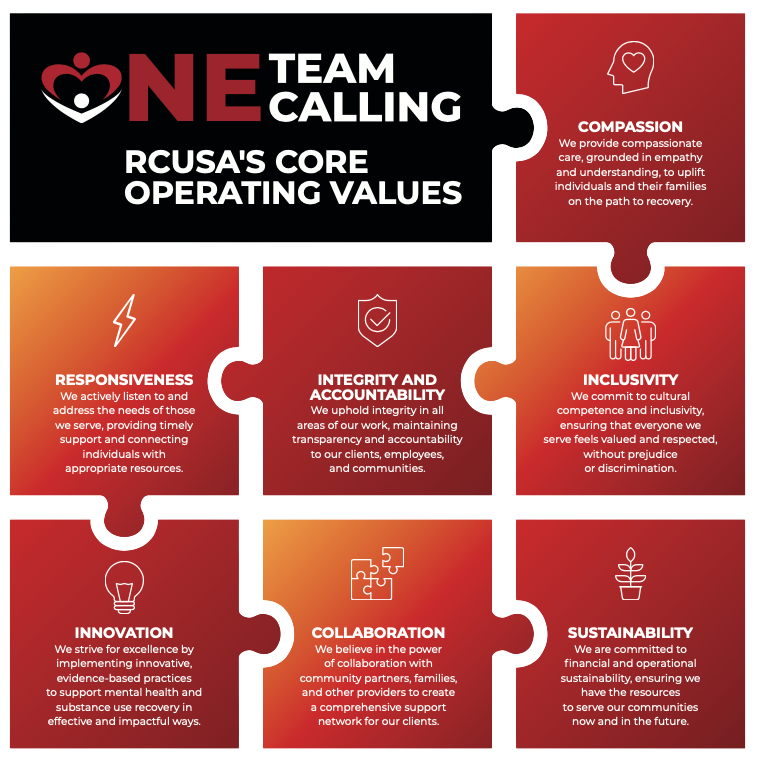 ONE TEAM
CALLING
RCUSA'S CORE
OPERATING VALUES
COMPASSION
We provide compassionate
care, grounded in empathy
and understanding, to uplift
individuals and their families
on the path to recovery.
RESPONSIVENESS
We actively listen to and
address the needs of those
we serve, providing timely
support and connecting
individuals with
appropriate resources.
INTEGRITY AND
ACCOUNTABILITY
We uphold integrity in all
areas of our work, maintaining
transparency and accountability
to our clients, employees,
and communities.
INCLUSIVITY
We commit to cultural
competence and inclusivity,
ensuring that everyone we
serve feels valued and respected,
without prejudice
or discrimination.
INNOVATION
We strive for excellence by
implementing innovative,
evidence-based practices
to support mental health and
substance use recovery in
effective and impactful ways.
COLLABORATION
We believe in the power
of collaboration with
community partners, families,
and other providers to create
a comprehensive support
network for our clients.
SUSTAINABILITY
We are committed to
financial and operational
sustainability, ensuring we
have the resources
to serve our communities
now and in the future.